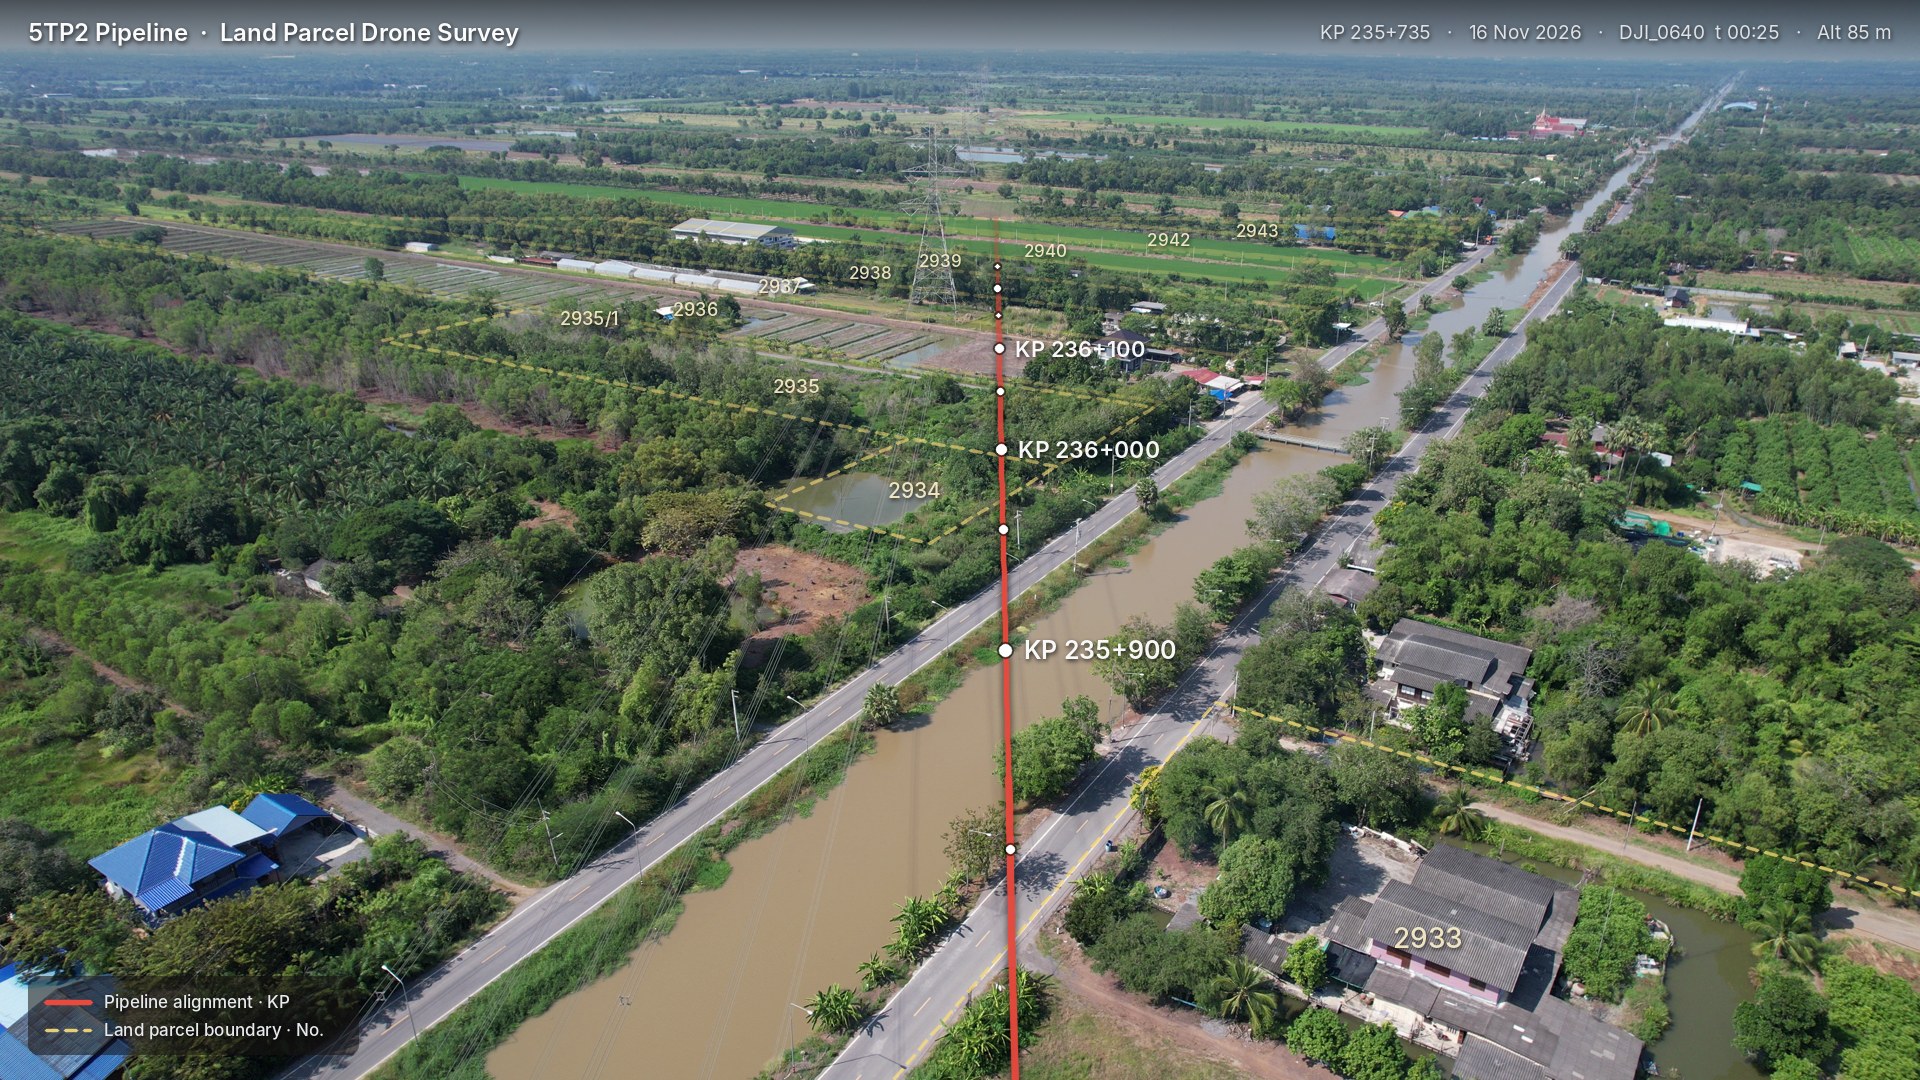 5TP2 Pipeline · Land Parcel Drone Survey
KP 235+735 · 16 Nov 2026 · DJI_0640 t 00:25 · Alt 85 m
2943
2942
2940
2939
2938
2937
2936
2935/1
KP 236+100
2935
KP 236+000
2934
KP 235+900
2933
Pipeline alignment · KP
Land parcel boundary · No.